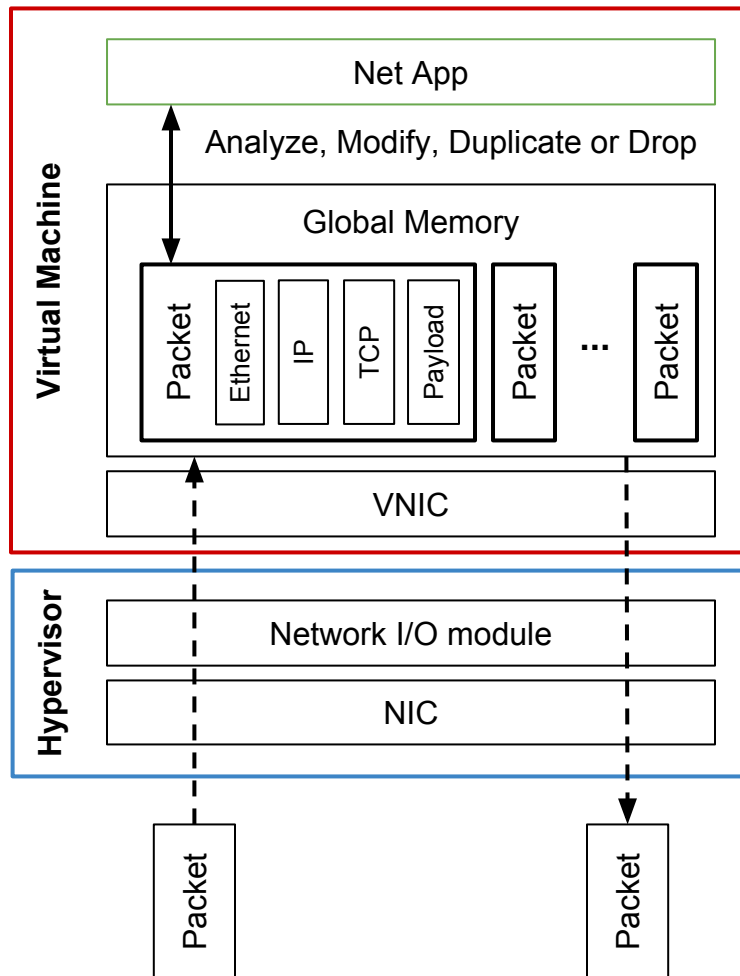 Virtual Machine
Net App
Analyze, Modify, Duplicate or Drop
Global Memory
Packet
Ethernet
IP
TCP
Payload
Packet
...
Packet
VNIC
Hypervisor
Network I/O module
NIC
Packet
Packet